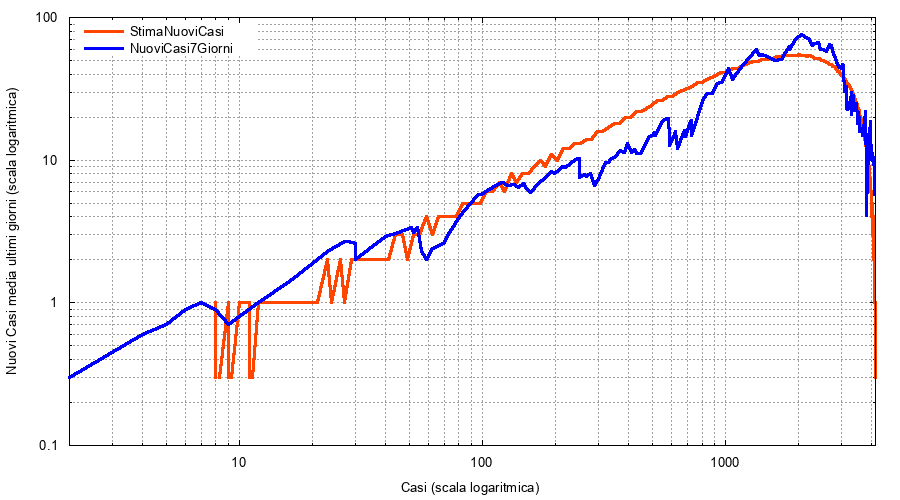 100
StimaNuoviCasi
NuoviCasi7Giorni
10
1
0.1
Nuovi Casi media ultimi giorni (scala logaritmica)
10
100
1000
Casi (scala logaritmica)